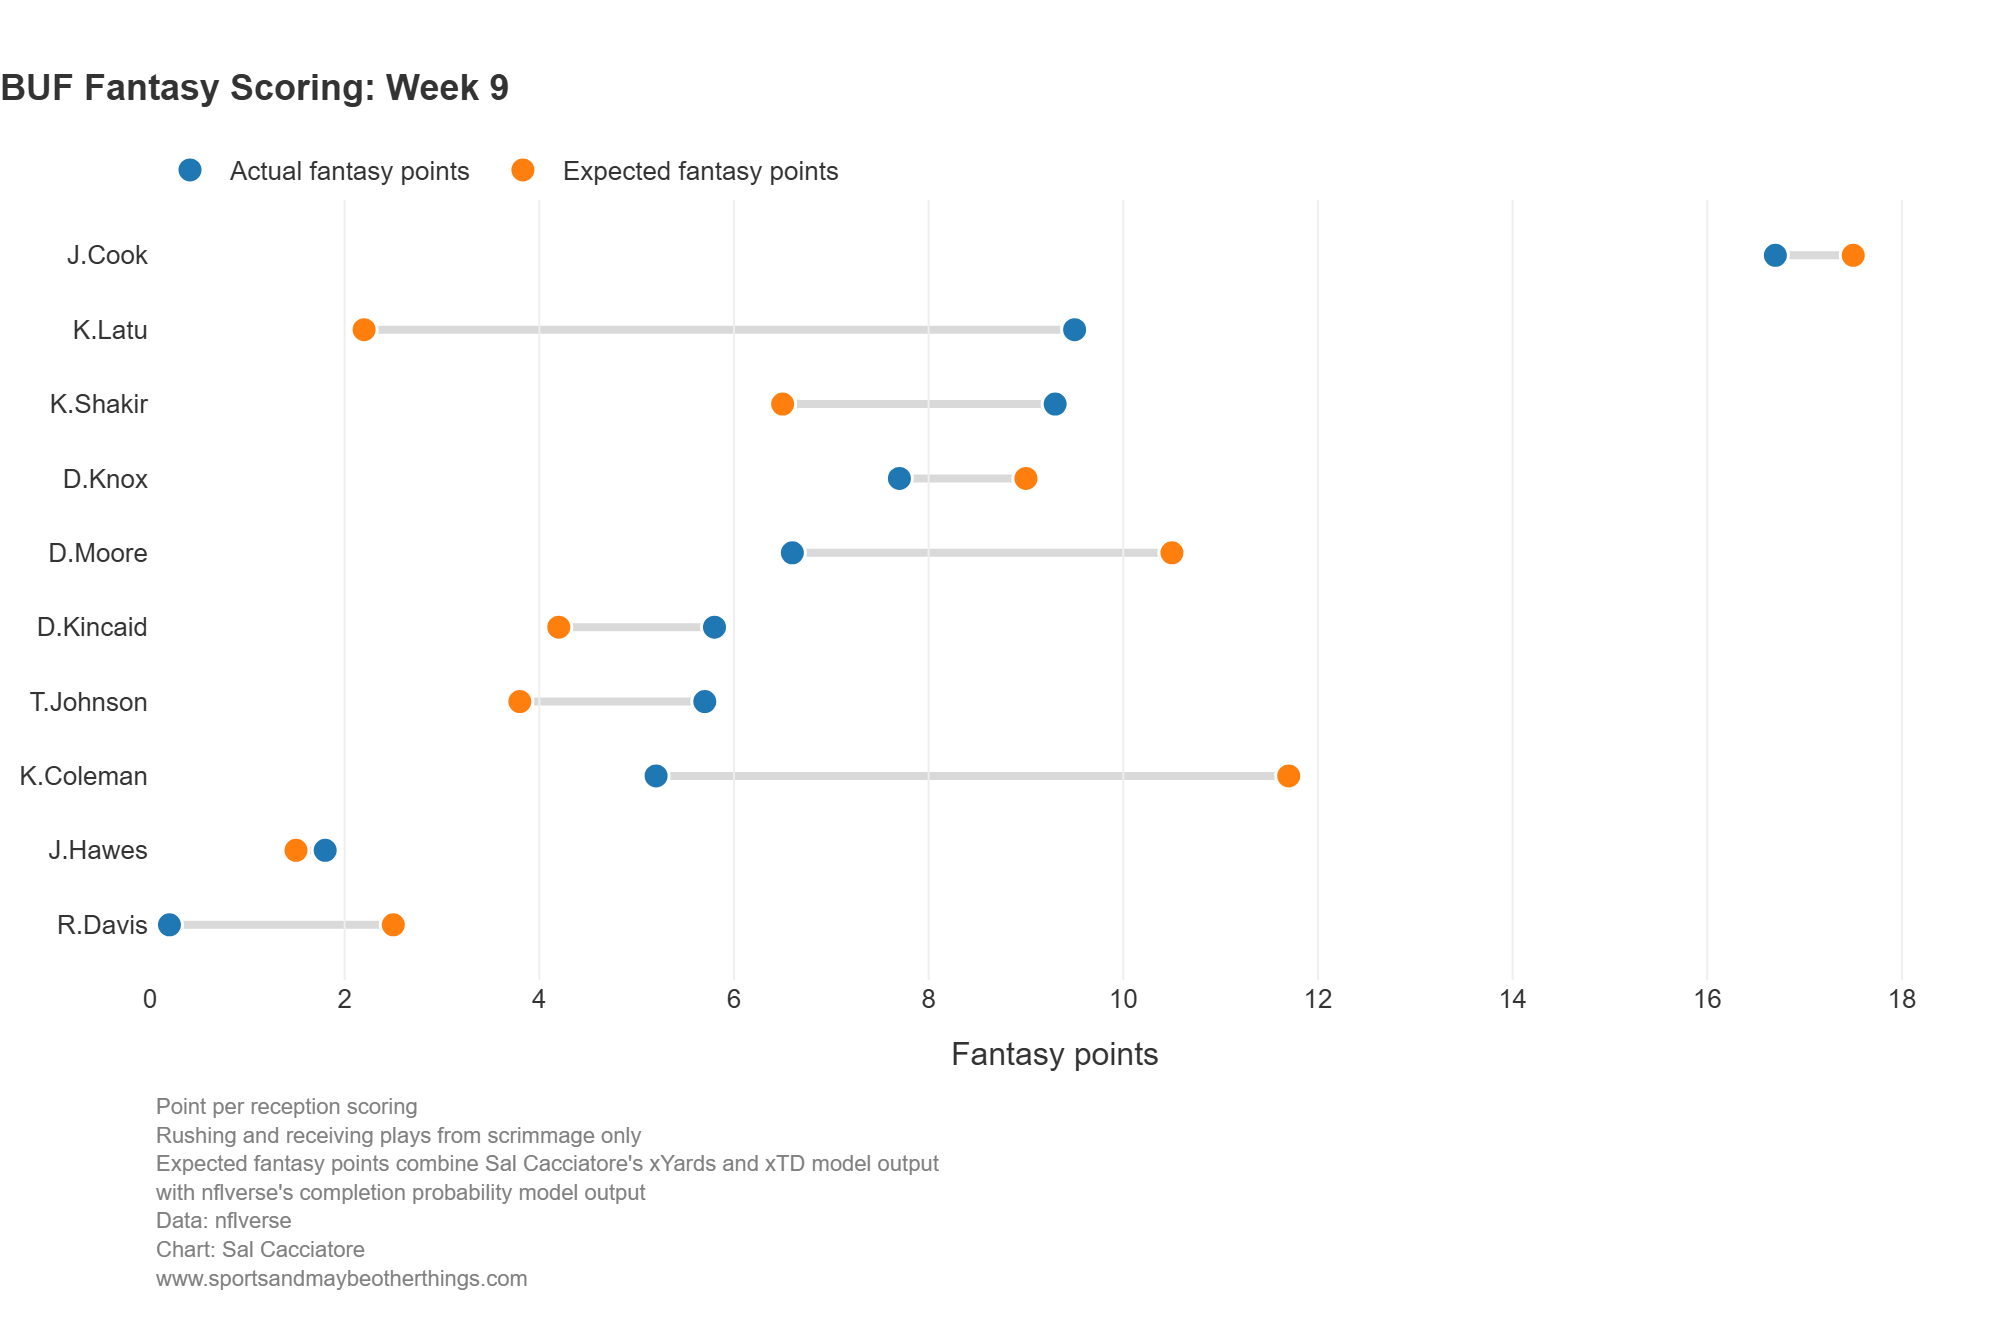 BUF Fantasy Scoring: Week 9
Actual fantasy points
Expected fantasy points
J.Cook
K.Latu
K.Shakir
D.Knox
D.Moore
D.Kincaid
T.Johnson
K.Coleman
J.Hawes
R.Davis
0 2 4 6 8 10 12 14 16 18
Fantasy points
Point per reception scoring
Rushing and receiving plays from scrimmage only
Expected fantasy points combine Sal Cacciatore's xYards and xTD model output
with nflverse's completion probability model output
Data: nflverse
Chart: Sal Cacciatore
www.sportsandmaybeotherthings.com